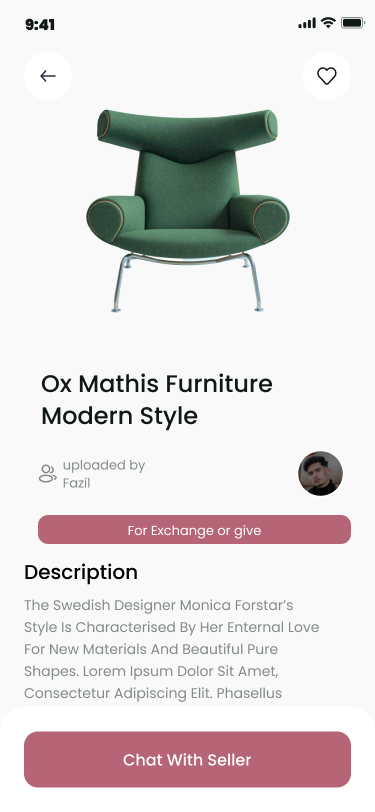 9:41
Ox Mathis Furniture
Modern Style
uploaded by
Fazil
For Exchange or give
Description
The Swedish Designer Monica Forstar’s
Style Is Characterised By Her Enternal Love
For New Materials And Beautiful Pure
Shapes. Lorem Ipsum Dolor Sit Amet,
Consectetur Adipiscing Elit. Phasellus
Chat With Seller